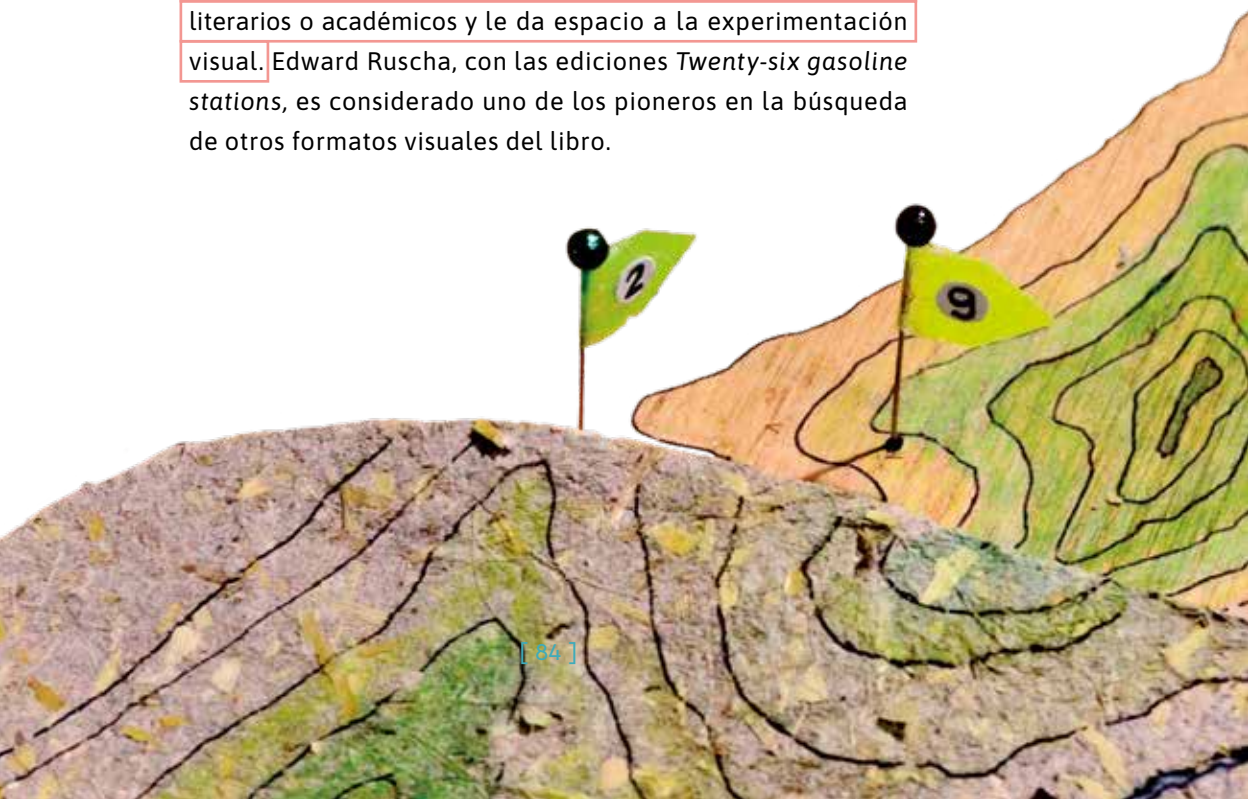 literarios o académicos y le da espacio a la experimentación
visual. Edward Ruscha, con las ediciones Twenty-six gasoline
stations, es considerado uno de los pioneros en la búsqueda
de otros formatos visuales del libro.
2
9
[ 84 ]